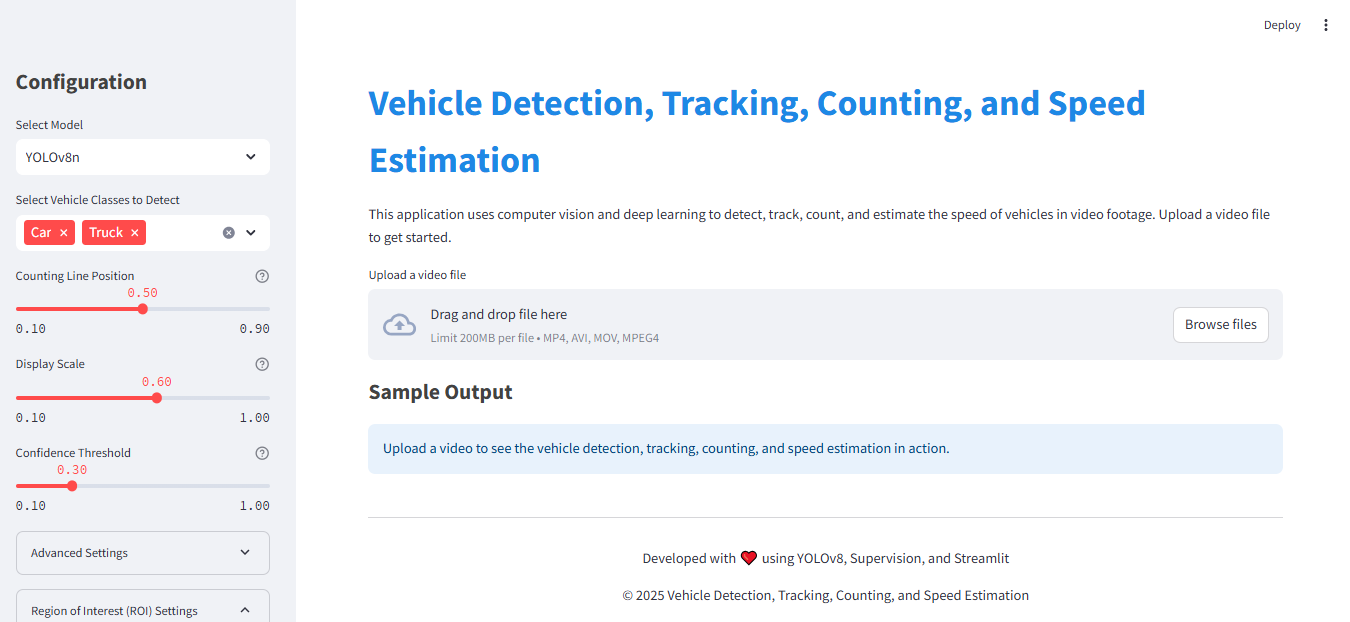 Deploy
Configuration
Select Model
YOLOv8n
Select Vehicle Classes to Detect
Car
Truck
Counting Line Position
0.50
0.10
0.90
Display Scale
0.60
0.10
1.00
Confidence Threshold
0.30
0.10
1.00
Advanced Settings
Region of Interest (ROI) Settings
Vehicle Detection, Tracking, Counting, and Speed
Estimation
This application uses computer vision and deep learning to detect, track, count, and estimate the speed of vehicles in video footage. Upload a video file
to get started.
Upload a video file
Drag and drop file here
Limit 200MB per file • MP4, AVI, MOV, MPEG4
Browse files
Sample Output
Upload a video to see the vehicle detection, tracking, counting, and speed estimation in action.
Developed with ❤️ using YOLOv8, Supervision, and Streamlit
© 2025 Vehicle Detection, Tracking, Counting, and Speed Estimation